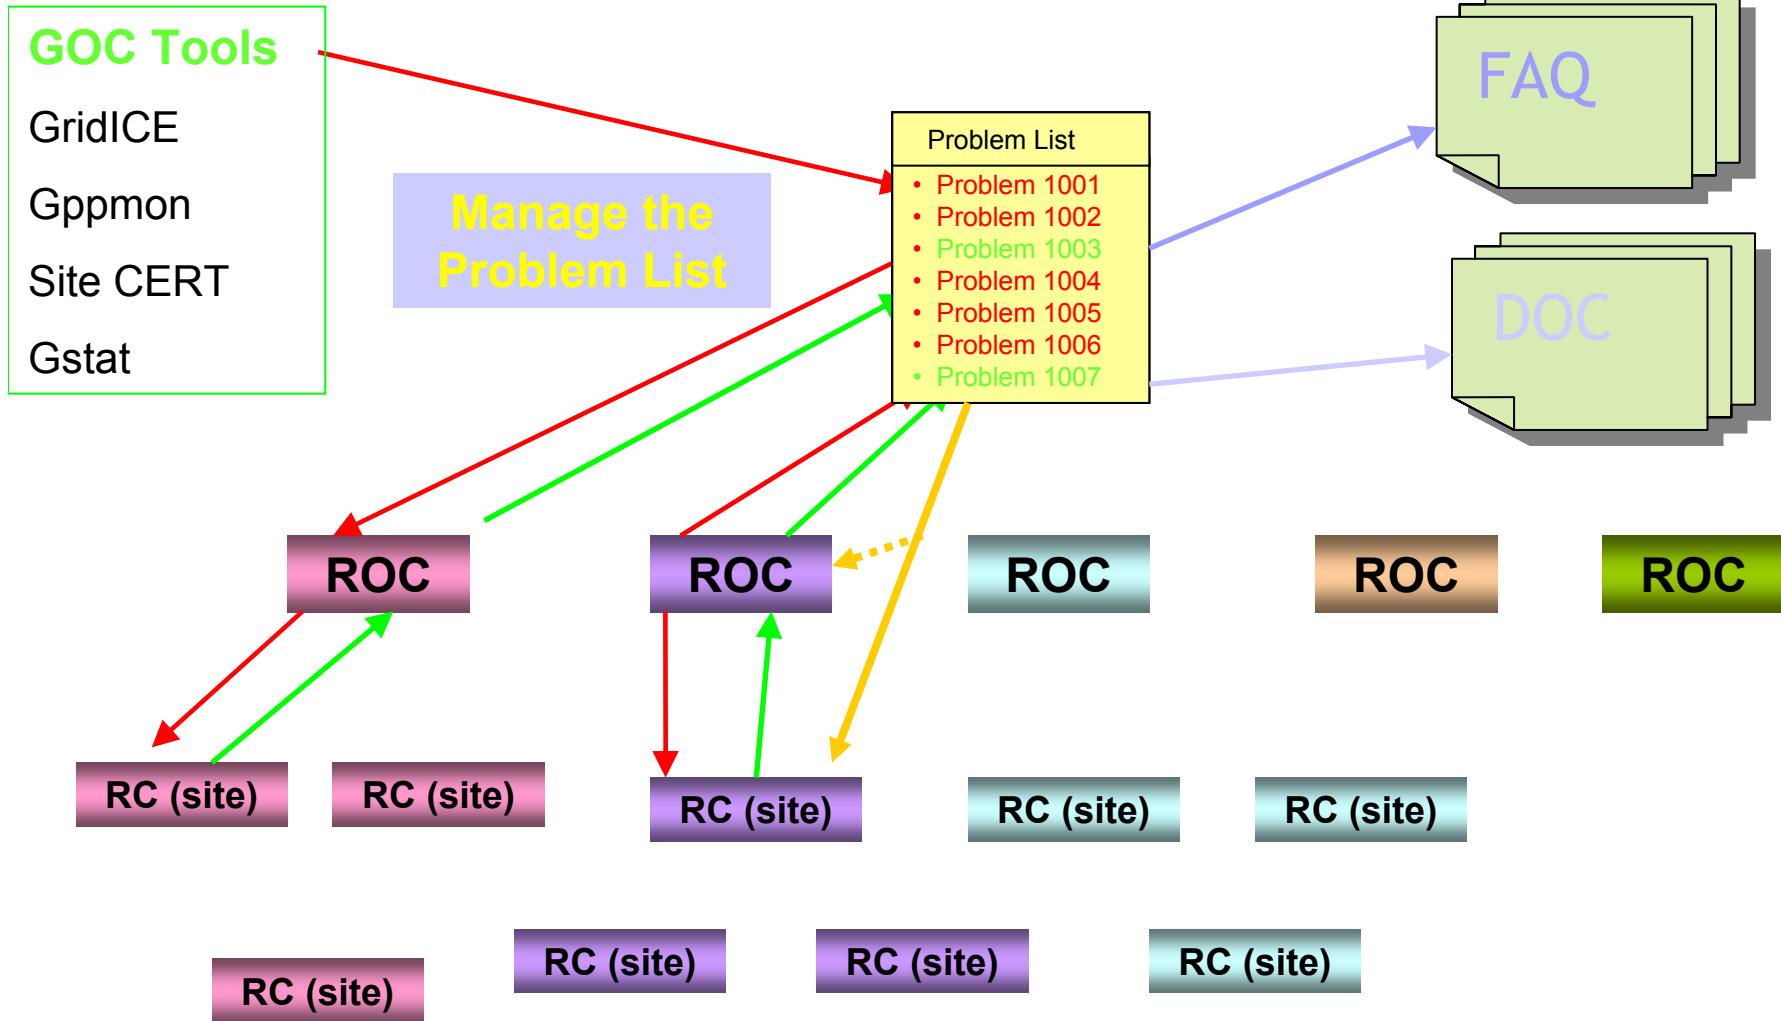 GOC Tools
GridICE
Gppmon
Site CERT
Gstat
Manage the
Problem List
Problem List
• Problem 1001
• Problem 1002
• Problem 1003
• Problem 1004
• Problem 1005
• Problem 1006
• Problem 1007
FAQ
DOC
ROC
ROC
ROC
ROC
ROC
RC (site)
RC (site)
RC (site)
RC (site)
RC (site)
RC (site)
RC (site)
RC (site)
RC (site)